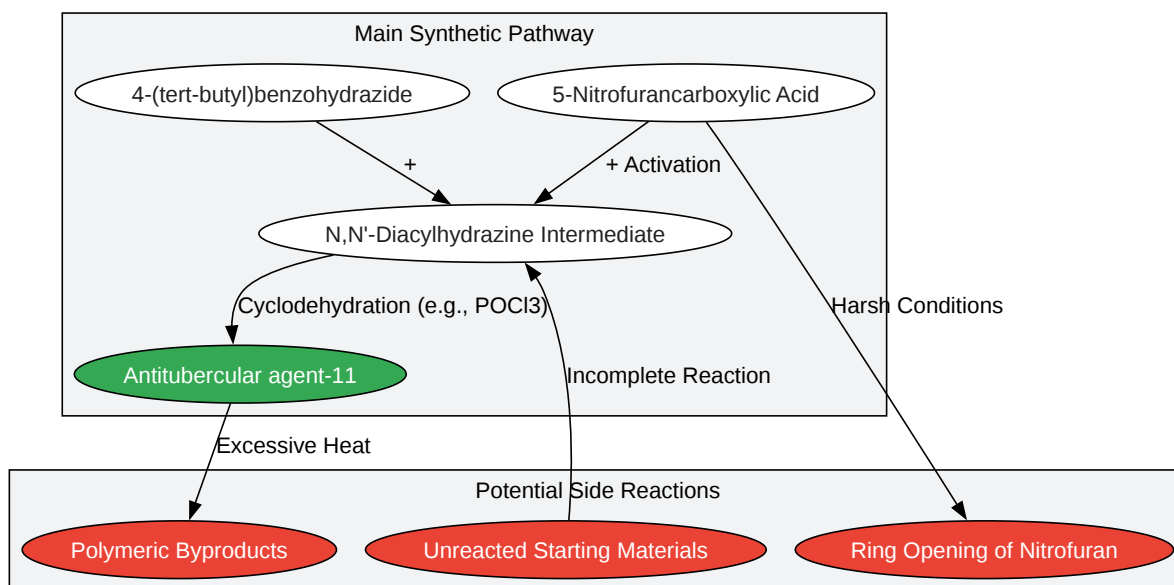 Main Synthetic Pathway
4-(tert-butyl)benzohydrazide
5-Nitrofurancarboxylic Acid
+
+ Activation
N,N'-Diacylhydrazine Intermediate
Cyclodehydration (e.g., POCl3)
Harsh Conditions
Antitubercular agent-11
Incomplete Reaction
Excessive Heat
Potential Side Reactions
Polymeric Byproducts
Unreacted Starting Materials
Ring Opening of Nitrofuran